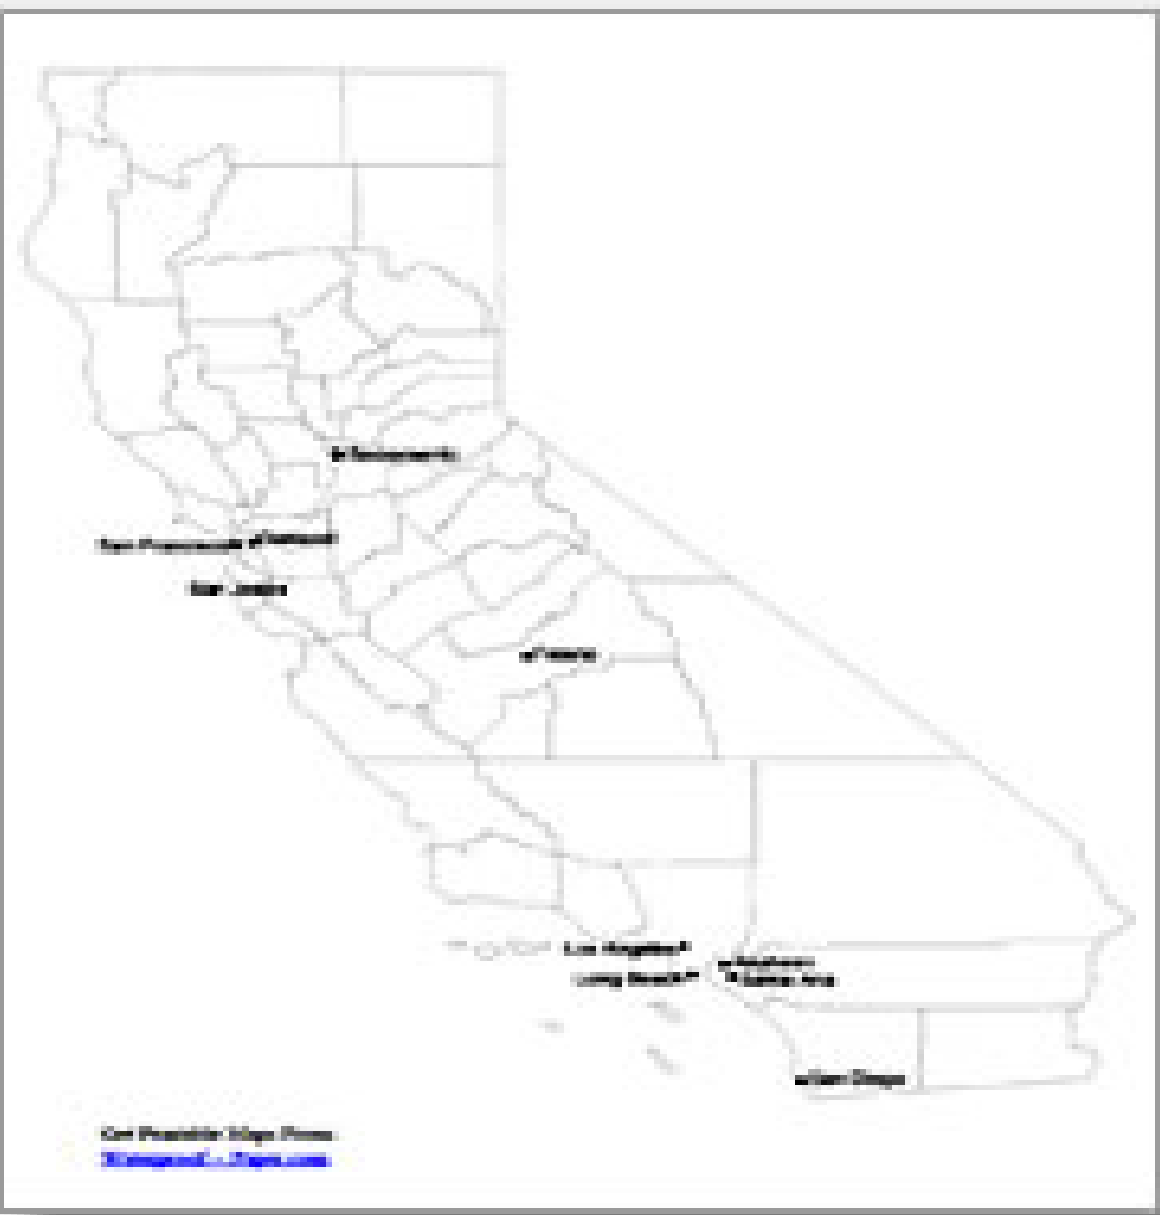 Sacramento
San Francisco
Oakland
San Jose
Fresno
Los Angeles
Anaheim
Long Beach
Santa Ana
San Diego